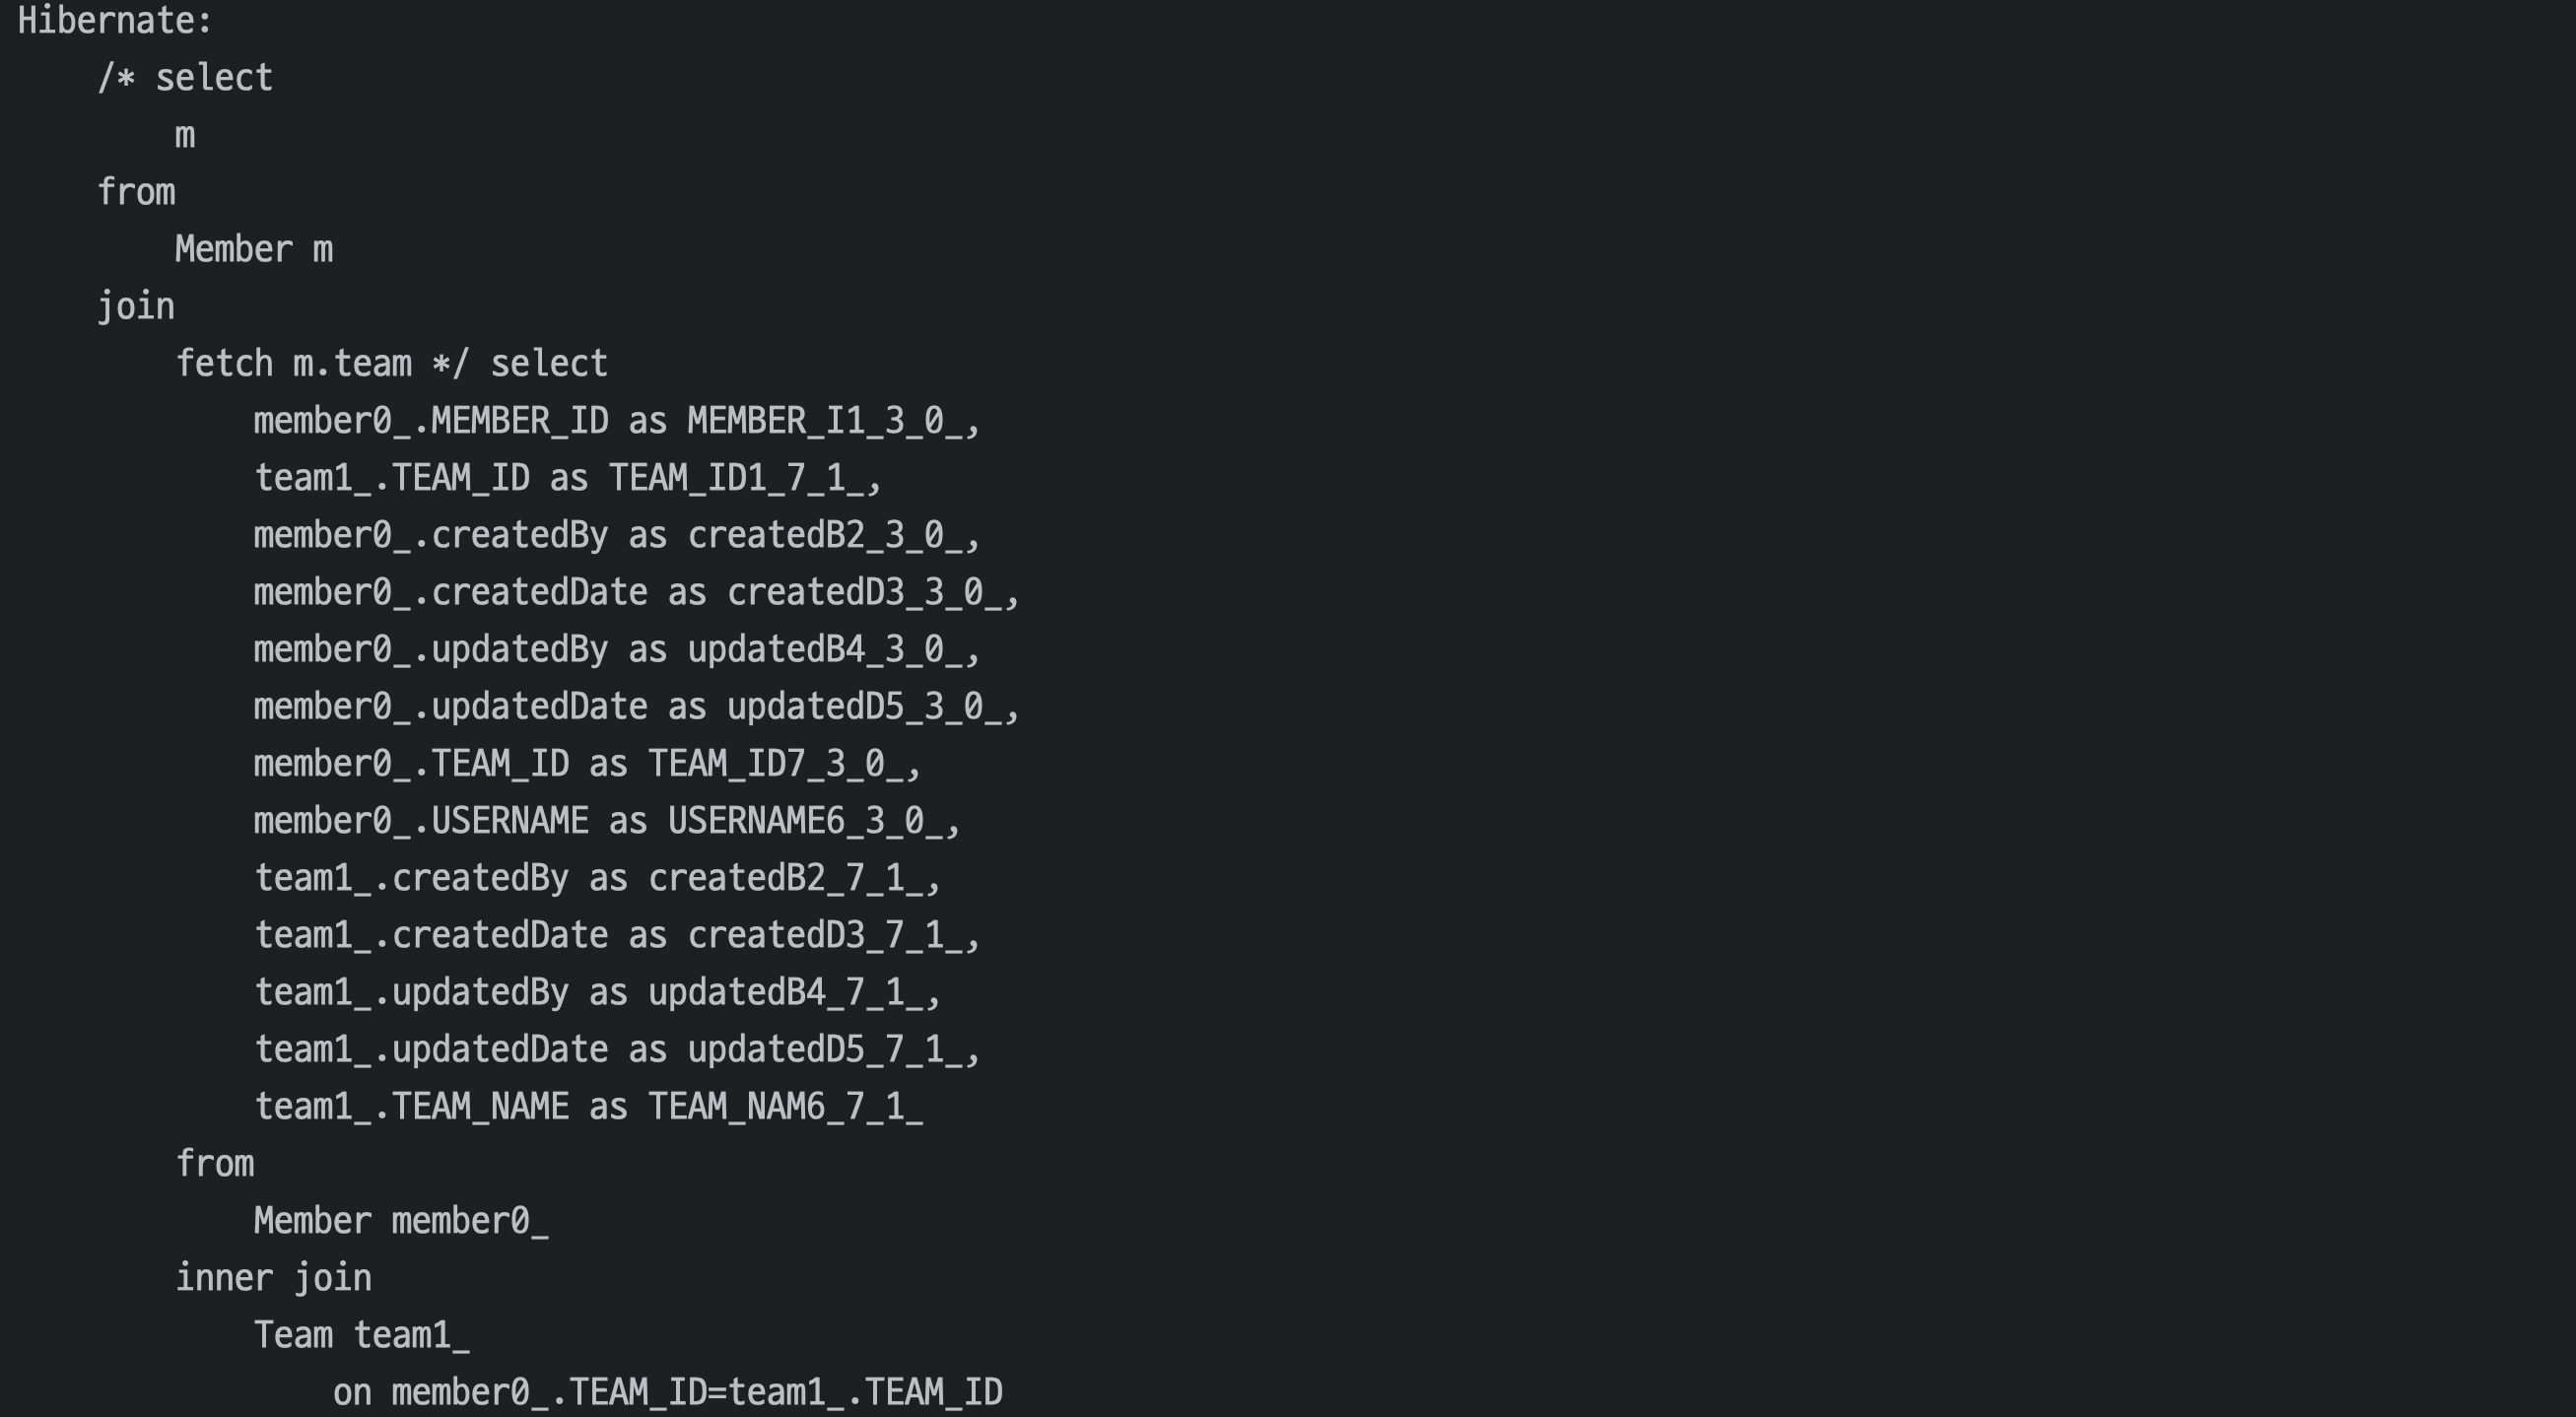 Hibernate:
    /* select
        m
    from
        Member m
    join
        fetch m.team */ select
            member0_.MEMBER_ID as MEMBER_I1_3_0_,
            team1_.TEAM_ID as TEAM_ID1_7_1_,
            member0_.createdBy as createdB2_3_0_,
            member0_.createdDate as createdD3_3_0_,
            member0_.updatedBy as updatedB4_3_0_,
            member0_.updatedDate as updatedD5_3_0_,
            member0_.TEAM_ID as TEAM_ID7_3_0_,
            member0_.USERNAME as USERNAME6_3_0_,
            team1_.createdBy as createdB2_7_1_,
            team1_.createdDate as createdD3_7_1_,
            team1_.updatedBy as updatedB4_7_1_,
            team1_.updatedDate as updatedD5_7_1_,
            team1_.TEAM_NAME as TEAM_NAM6_7_1_
        from
            Member member0_
        inner join
            Team team1_
                on member0_.TEAM_ID=team1_.TEAM_ID